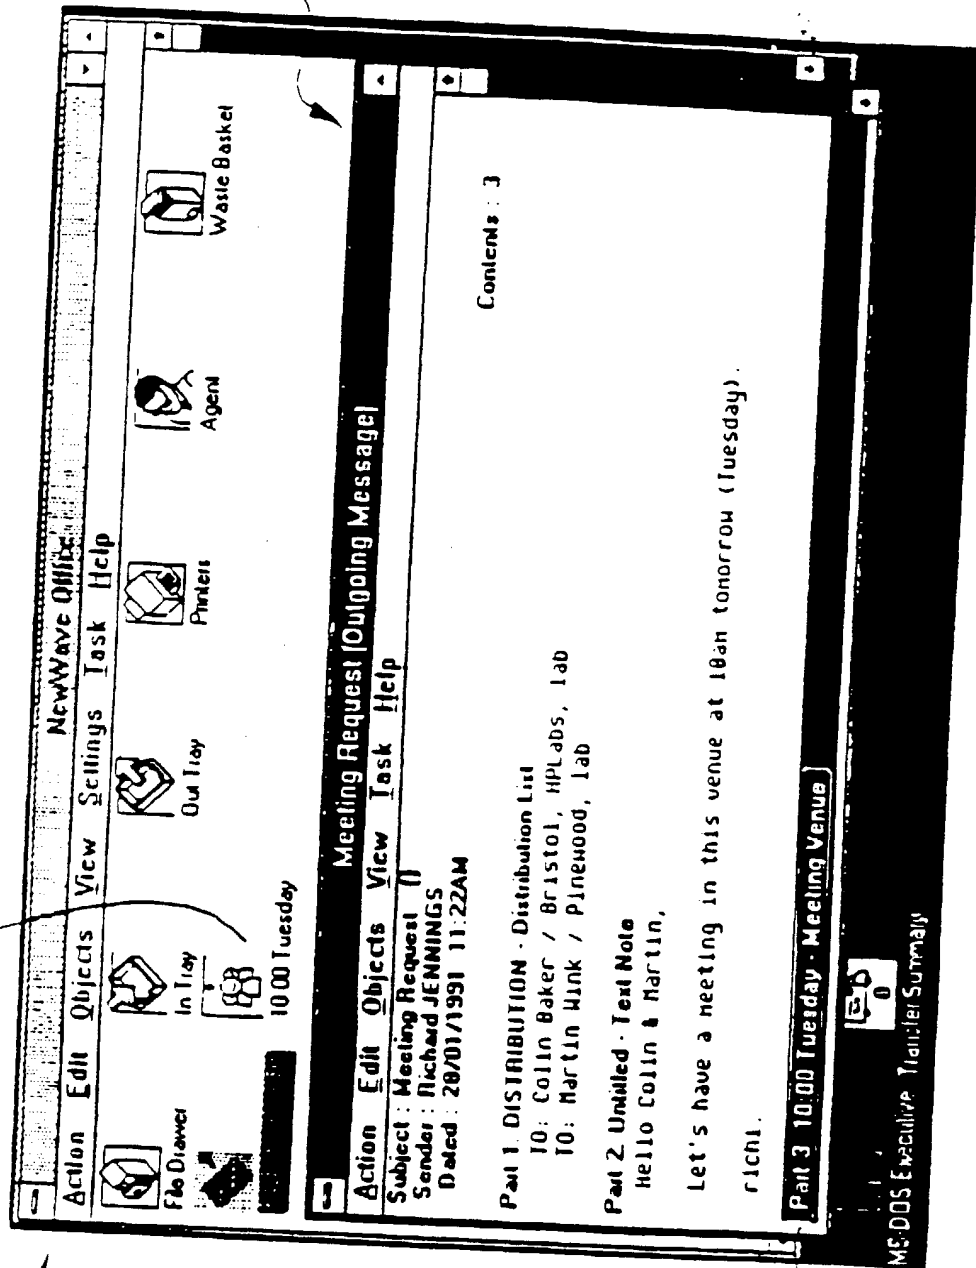 NewWave Office
Action Edit Objects View Settings Task Help
File Drawer
In Tray
Out Tray
Printers
Agent
Waste Basket
10 00 Tuesday
Meeting Request [Outgoing Message]
Action Edit Objects View Task Help
Subject : Meeting Request ()
Sender : Richard JENNINGS
Dated : 28/01/1991 11:22AM
Contents : 3
Part 1. DISTRIBUTION - Distribution List
TO: Colin Baker / Bristol, HPLabs, lab
TO: Martin Wink / Pinewood, lab
Part 2. Untitled - Text Note
Hello Colin & Martin,
Let's have a meeting in this venue at 10am tomorrow (Tuesday).
richi.
Part 3 10:00 Tuesday - Meeting Venue
0
MS-DOS Executive Transfer Summary